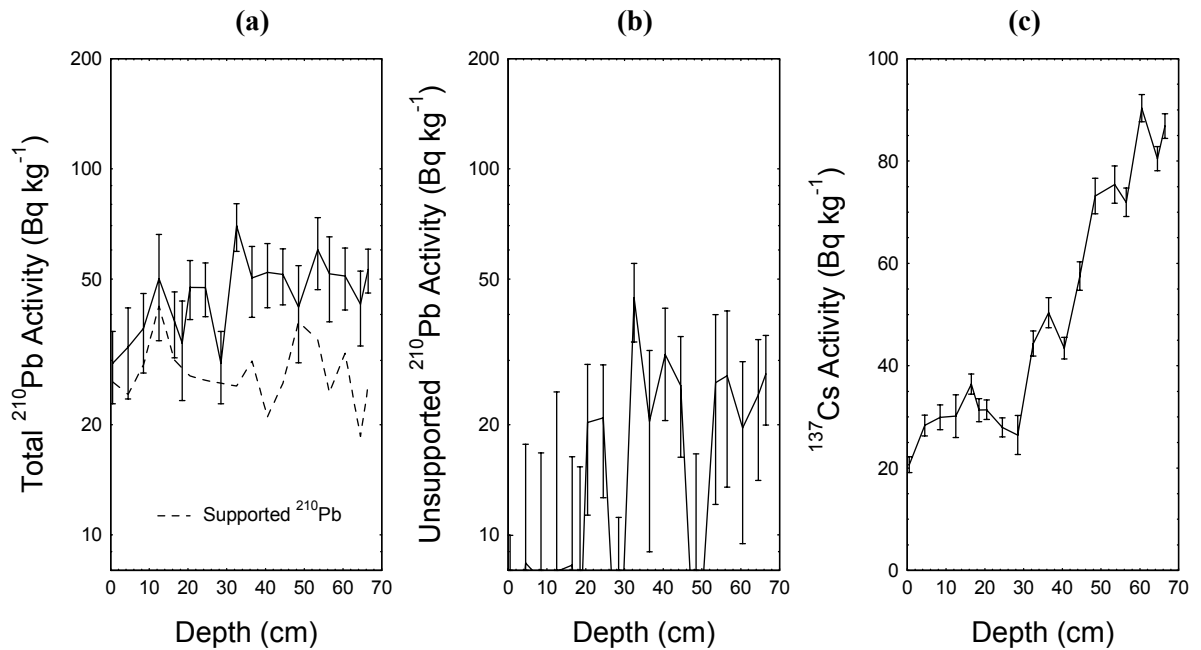 (a)
200
100
50
20
10
Total ²¹⁰Pb Activity (Bq kg⁻¹)
Supported ²¹⁰Pb
0 10 20 30 40 50 60 70
Depth (cm)
(b)
200
100
50
20
10
Unsupported ²¹⁰Pb Activity (Bq kg⁻¹)
0 10 20 30 40 50 60 70
Depth (cm)
(c)
100
80
60
40
20
0
¹³⁷Cs Activity (Bq kg⁻¹)
0 10 20 30 40 50 60 70
Depth (cm)